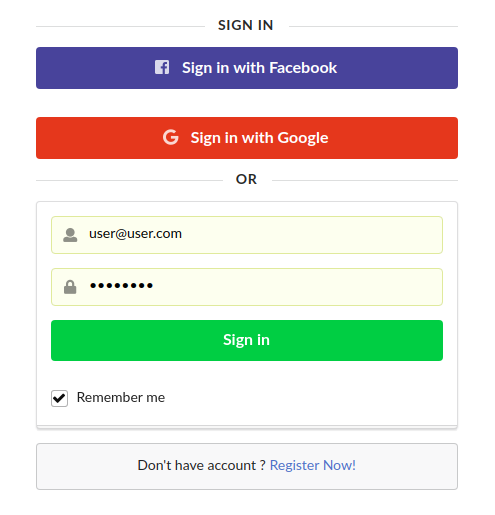 SIGN IN
Sign in with Facebook
Sign in with Google
OR
user@user.com
••••••••
Sign in
Remember me
Don't have account ? Register Now!